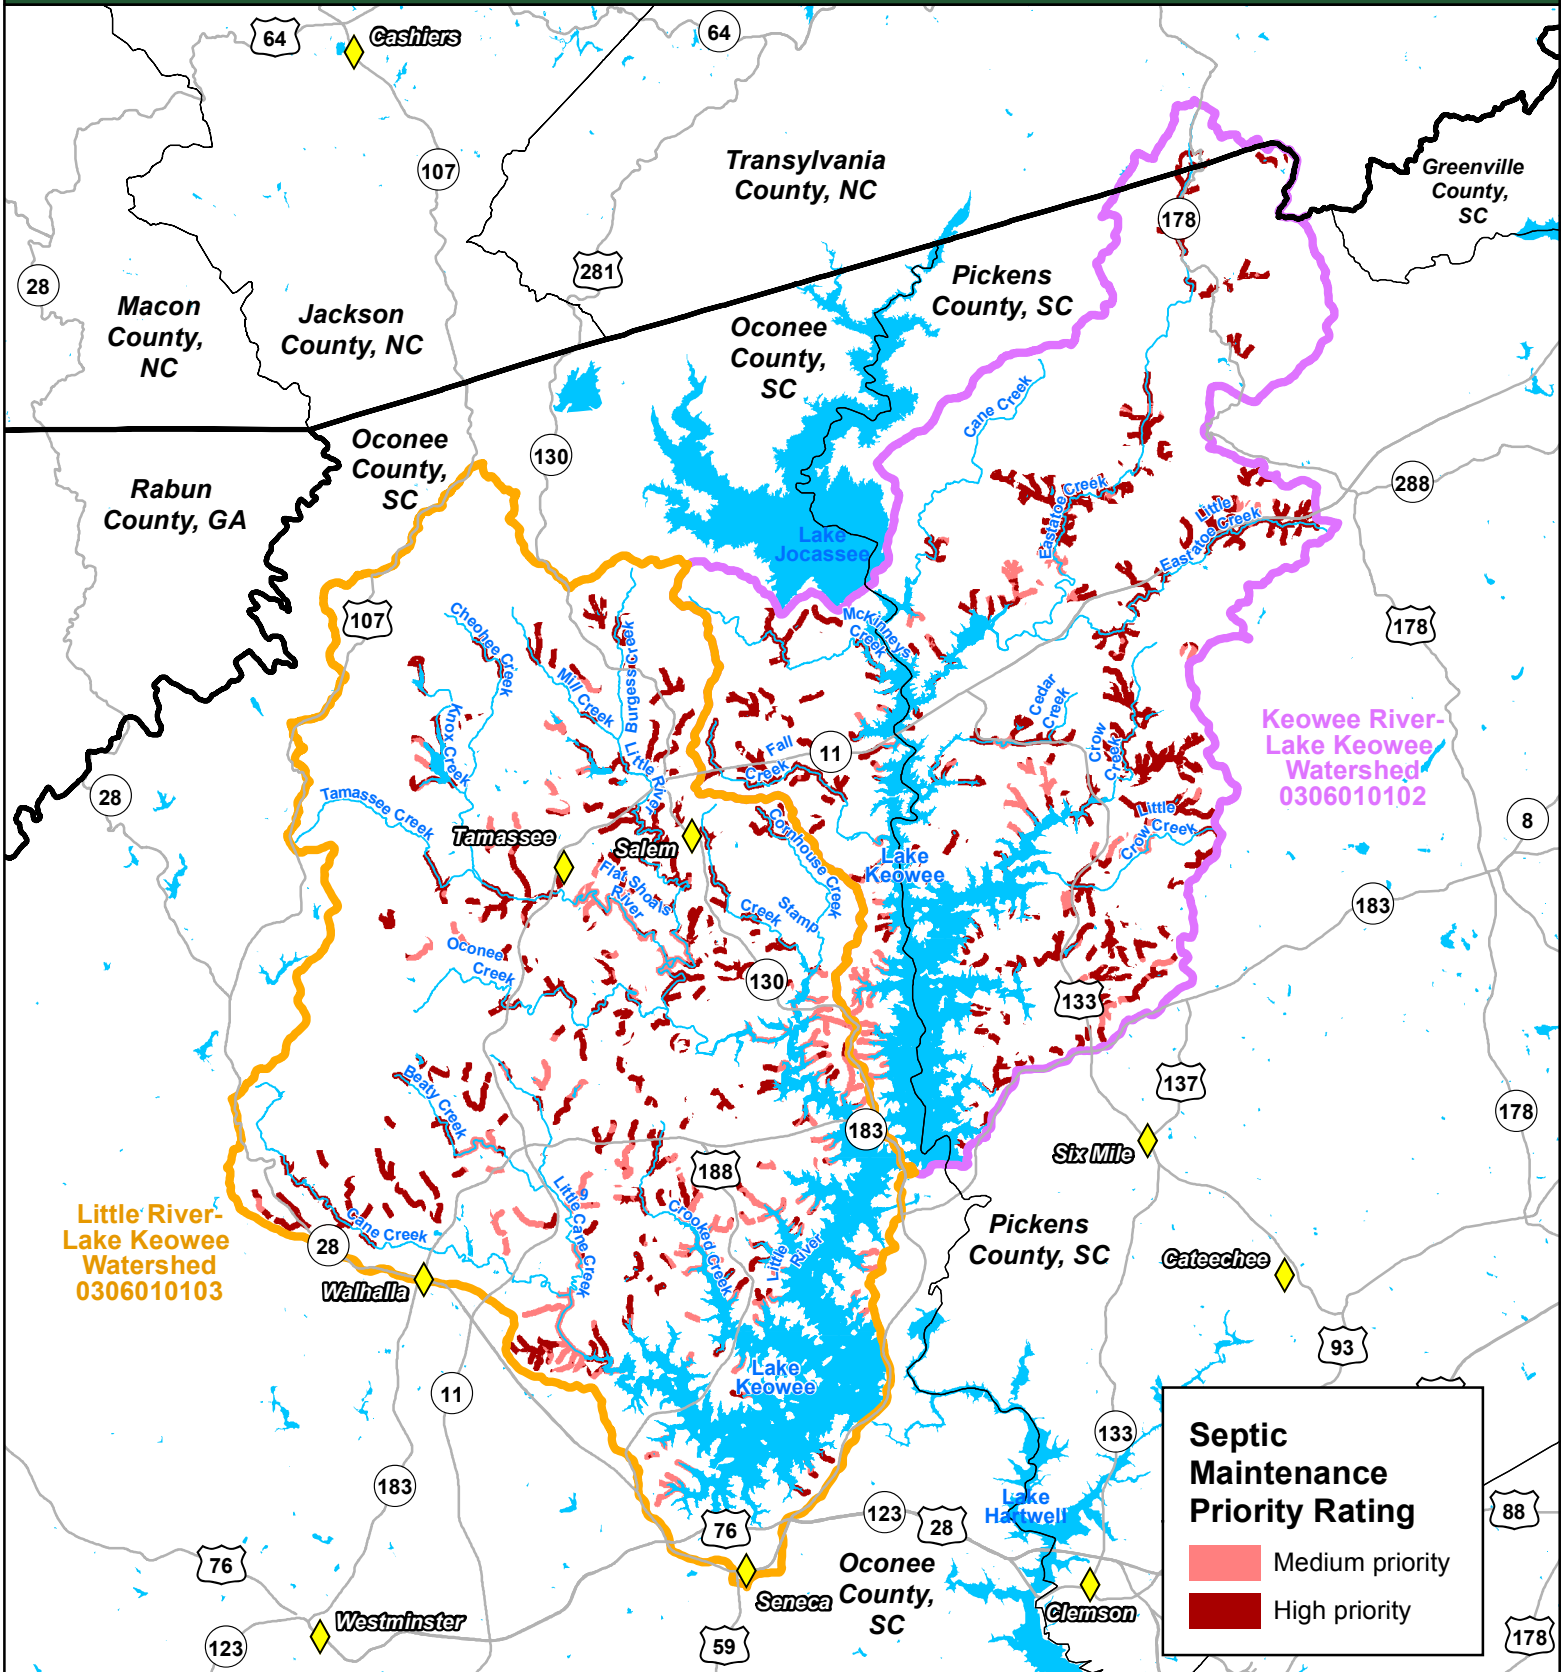 64
Cashiers
64
107
Transylvania
County, NC
Greenville
County,
SC
178
281
28
Macon
County,
NC
Jackson
County, NC
Pickens
County, SC
Oconee
County,
SC
Cane Creek
Oconee
County,
SC
130
288
Rabun
County, GA
Eastatoe Creek
Little
Eastatoe Creek
Lake
Jocassee
107
178
Cheohee Creek
McKinneys
Creek
Mill Creek
Burgess Creek
Cedar
Creek
Knox Creek
Crow
Creek
Keowee River-
Lake Keowee
Watershed
0306010102
Fall
Creek
11
Little River
28
Tamassee Creek
Tamassee
Salem
Cornhouse Creek
Little
Crow Creek
8
Lake
Keowee
Flat Shoals
River
Stamp
Creek
183
Oconee
Creek
130
133
Beaty Creek
137
178
183
Six Mile
188
Little River-
Lake Keowee
Watershed
0306010103
Cane Creek
28
Little Cane Creek
9
Crooked Creek
Little
River
Pickens
County, SC
Cateechee
Walhalla
93
Lake
Keowee
11
133
Septic
Maintenance
Priority Rating
Medium priority
High priority
183
Lake
Hartwell
123
28
76
88
76
Oconee
County,
SC
Seneca
Clemson
Westminster
123
59
178